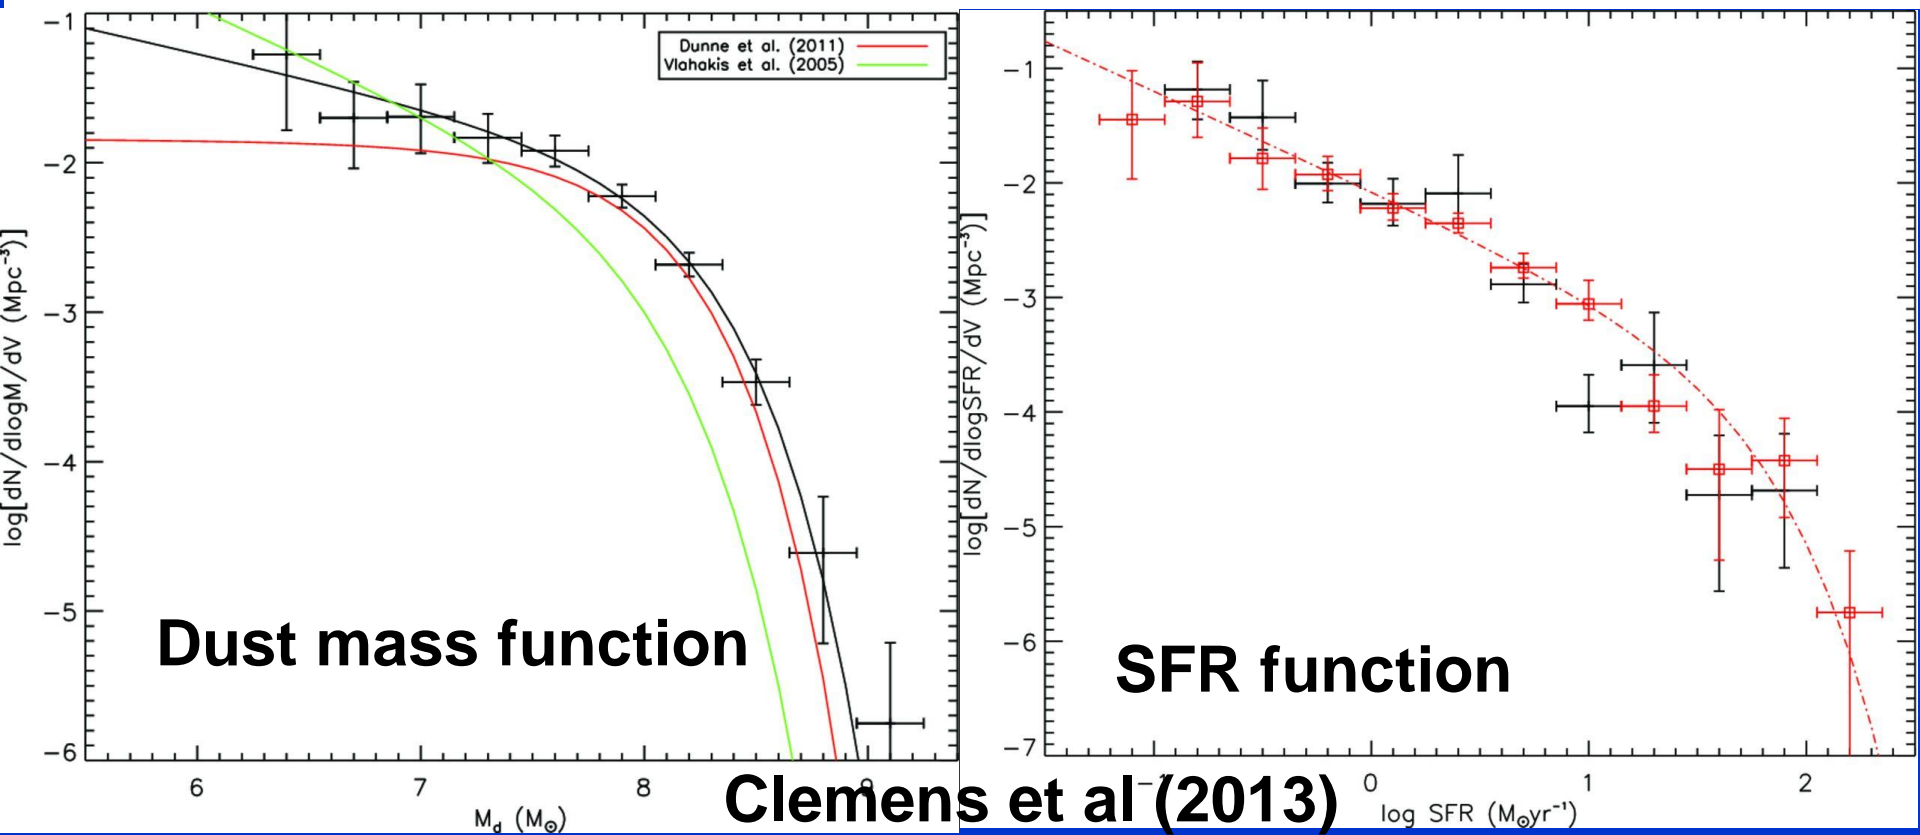 Dunne et al. (2011)
Vlahakis et al. (2005)
−1
−2
−3
−4
−5
−6
log[dN/dlogM/dV (Mpc⁻³)]
Dust mass function
6
7
8
9
M_d (M⊙)
−1
−2
−3
−4
−5
−6
−7
log[dN/dlogSFR/dV (Mpc⁻³)]
SFR function
−1
0
1
2
log SFR (M⊙yr⁻¹)
Clemens et al (2013)